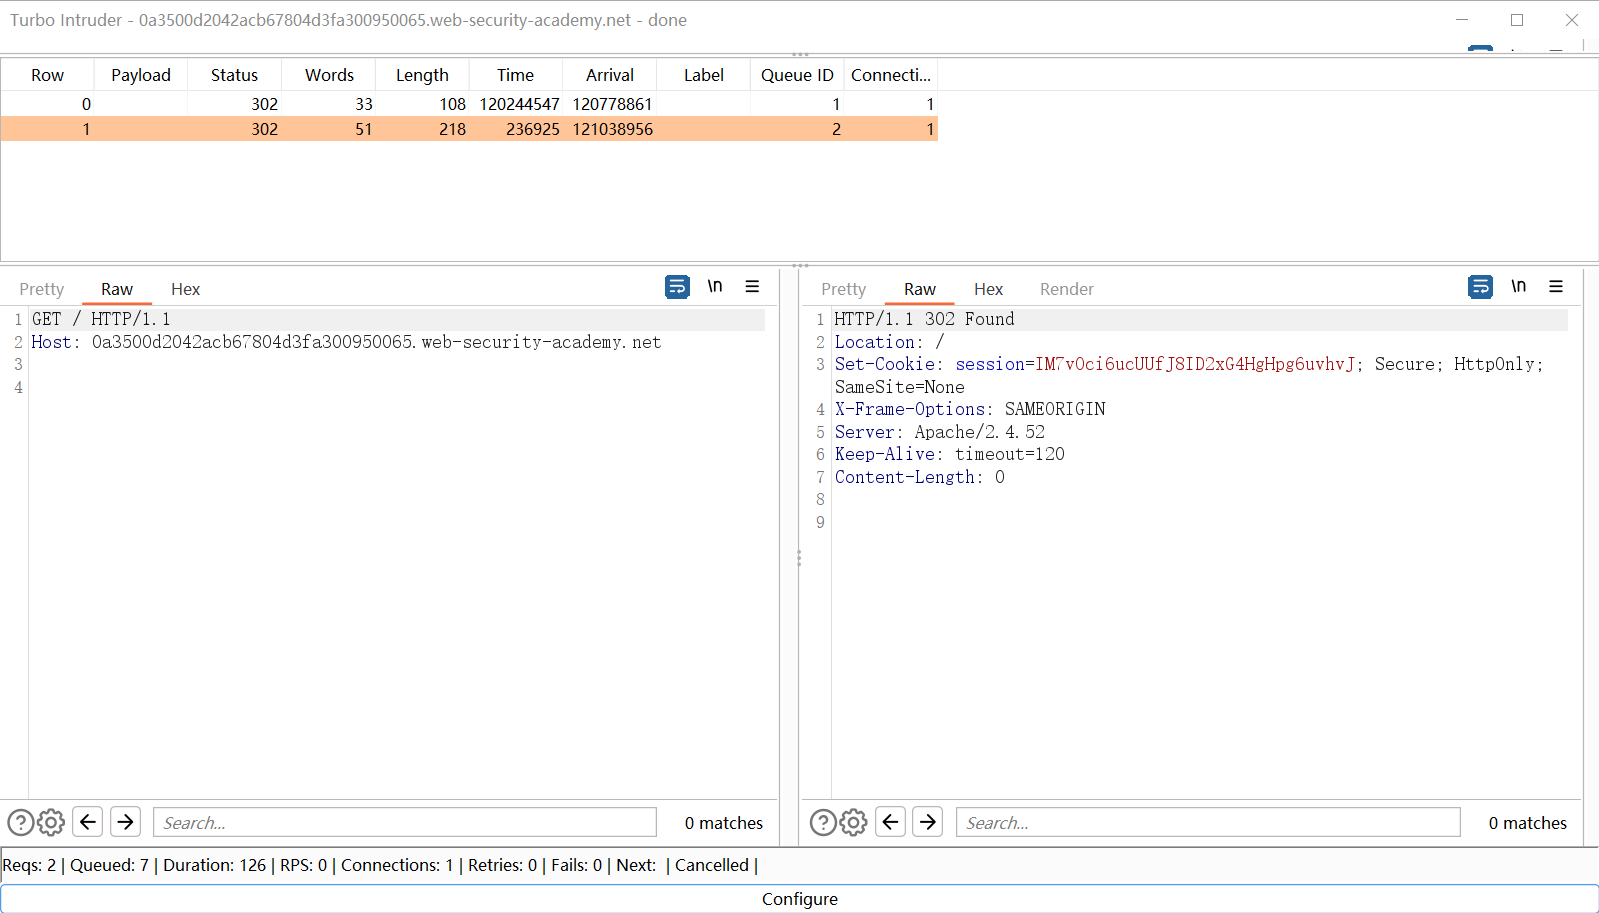 Turbo Intruder - 0a3500d2042acb67804d3fa300950065.web-security-academy.net - done
Row Payload Status Words Length Time Arrival Label Queue ID Connecti...
0 302 33 108 120244547 120778861 1 1
1 302 51 218 236925 121038956 2 1
Pretty Raw Hex \n
1 GET / HTTP/1.1
2 Host: 0a3500d2042acb67804d3fa300950065.web-security-academy.net
3
4
Pretty Raw Hex Render \n
1 HTTP/1.1 302 Found
2 Location: /
3 Set-Cookie: session=IM7vOci6ucUUfJ8ID2xG4HgHpg6uvhvJ; Secure; HttpOnly;
SameSite=None
4 X-Frame-Options: SAMEORIGIN
5 Server: Apache/2.4.52
6 Keep-Alive: timeout=120
7 Content-Length: 0
8
9
Search... 0 matches
Search... 0 matches
Reqs: 2 | Queued: 7 | Duration: 126 | RPS: 0 | Connections: 1 | Retries: 0 | Fails: 0 | Next: | Cancelled |
Configure